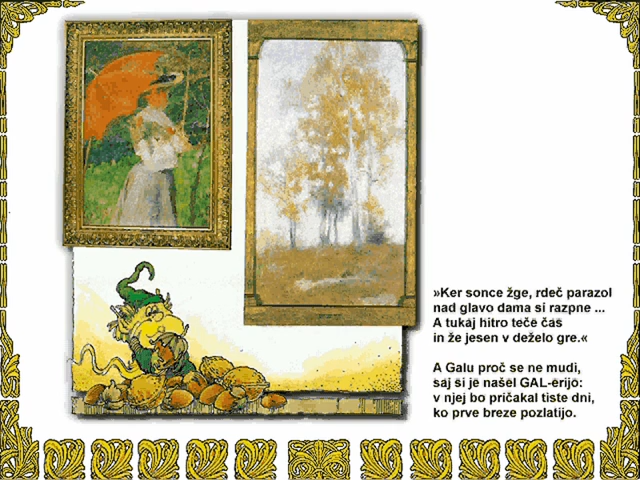 »Ker sonce žge, rdeč parazol
nad glavo dama si razpne ...
A tukaj hitro teče čas
in že jesen v deželo gre.«
A Galu proč se ne mudi,
saj si je našel GAL-erijo:
v njej bo pričakal tiste dni,
ko prve breze pozlatijo.